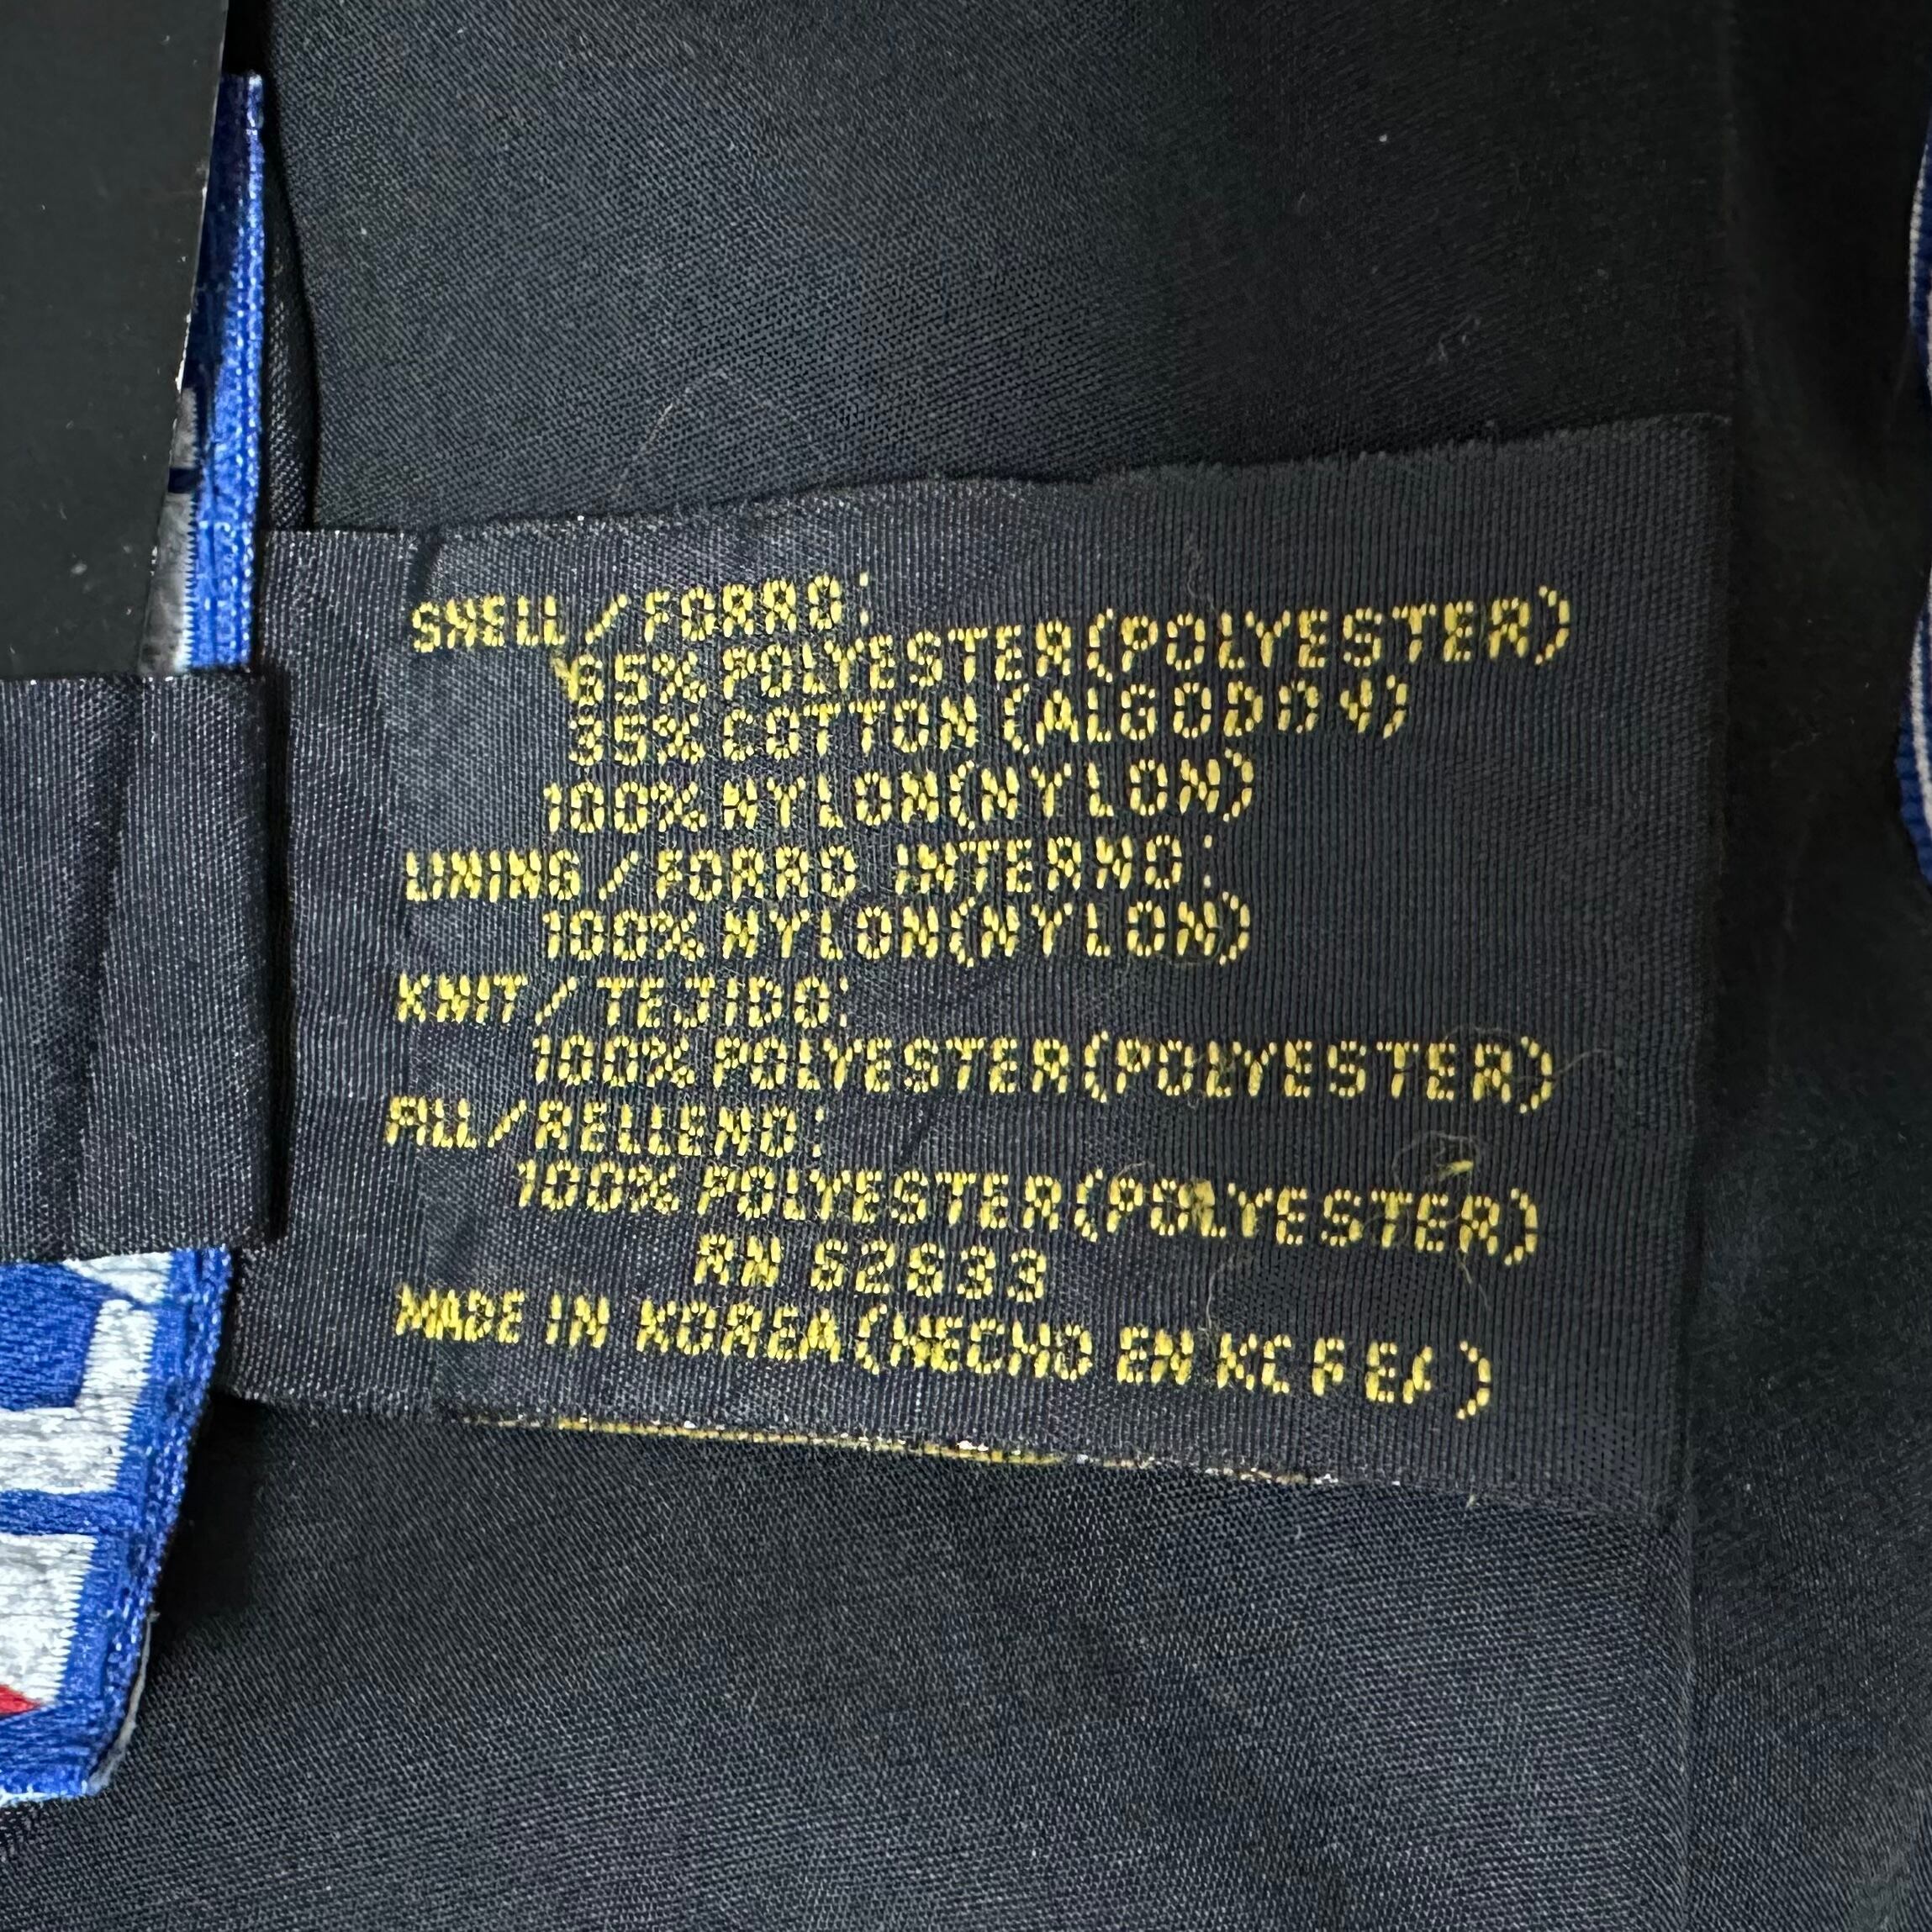 SHELL/FORRO:
65% POLYESTER(POLYESTER)
35% COTTON (ALGODON)
100% NYLON(NYLON)
LINING/FORRO INTERNO:
100% NYLON(NYLON)
KNIT/TEJIDO:
100% POLYESTER(POLYESTER)
FILL/RELLENO:
100% POLYESTER(POLYESTER)
RN 62633
MADE IN KOREA(HECHO EN KOREA)